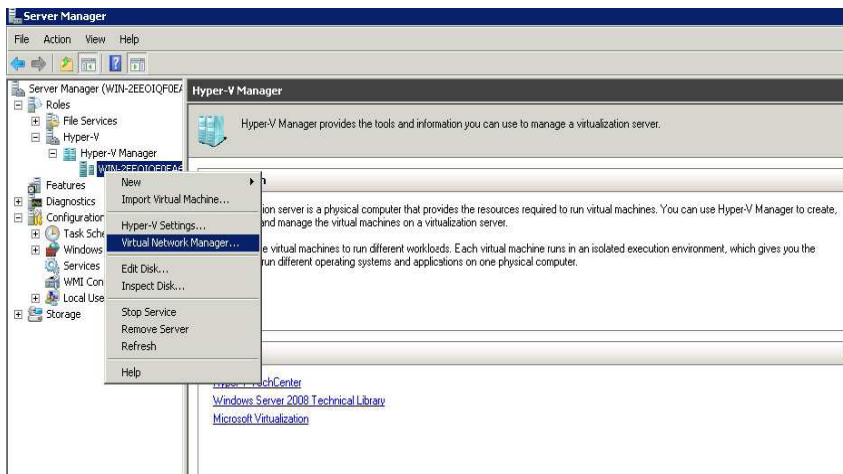 Server Manager
File Action View Help
Server Manager (WIN-2EEOIQF0EA
Roles
File Services
Hyper-V
Hyper-V Manager
WIN-2EEOIQF0EA6
Features
Diagnostics
Configuration
Task Sche
Windows
Services
WMI Con
Local Use
Storage
New
Import Virtual Machine...
Hyper-V Settings...
Virtual Network Manager...
Edit Disk...
Inspect Disk...
Stop Service
Remove Server
Refresh
Help
Hyper-V Manager
Hyper-V Manager provides the tools and information you can use to manage a virtualization server.
ion server is a physical computer that provides the resources required to run virtual machines. You can use Hyper-V Manager to create,
and manage the virtual machines on a virtualization server.
e virtual machines to run different workloads. Each virtual machine runs in an isolated execution environment, which gives you the
run different operating systems and applications on one physical computer.
Hyper-V TechCenter
Windows Server 2008 Technical Library
Microsoft Virtualization